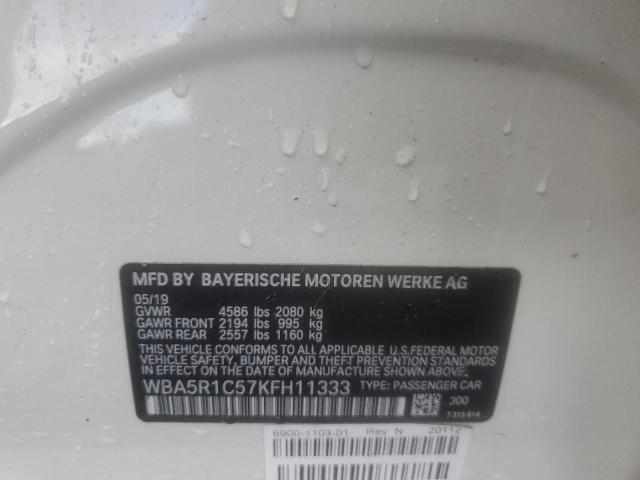 MFD BY BAYERISCHE MOTOREN WERKE AG
05/19
GVWR 4586 lbs 2080 kg
GAWR FRONT 2194 lbs 995 kg
GAWR REAR 2557 lbs 1160 kg
THIS VEHICLE CONFORMS TO ALL APPLICABLE U.S.FEDERAL MOTOR
VEHICLE SAFETY, BUMPER AND THEFT PREVENTION STANDARDS
IN EFFECT ON THE DATE OF MANUFACTURE SHOWN ABOVE.
WBA5R1C57KFH11333 TYPE: PASSENGER CAR
300
7 313 614
6900-1103-01 Rev. N 20112